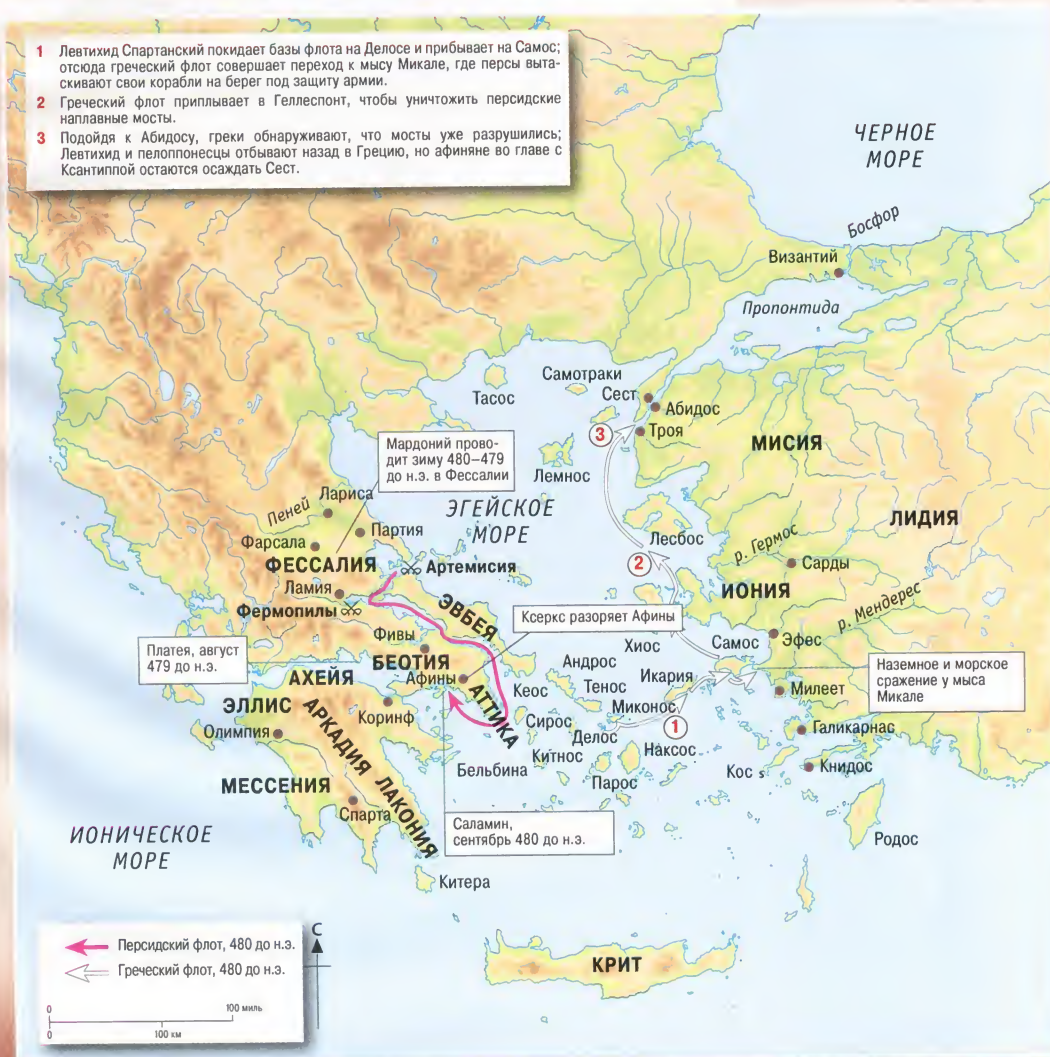 1 Левтихид Спартанский покидает базы флота на Делосе и прибывает на Самос;
отсюда греческий флот совершает переход к мысу Микале, где персы выта-
скивают свои корабли на берег под защиту армии.
2 Греческий флот приплывает в Геллеспонт, чтобы уничтожить персидские
наплавные мосты.
3 Подойдя к Абидосу, греки обнаруживают, что мосты уже разрушились;
Левтихид и пелопоннесцы отбывают назад в Грецию, но афиняне во главе с
Ксантиппой остаются осаждать Сест.
ЧЕРНОЕ
МОРЕ
Босфор
Византий
Пропонтида
Самотраки
Тасос
Сест
Абидос
3
Троя
МИСИЯ
Мардоний прово-
дит зиму 480–479
до н.э. в Фессалии
Лемнос
Лариса
Пеней
ЭГЕЙСКОЕ
МОРЕ
Партия
ЛИДИЯ
Фарсала
Лесбос
р. Гермос
ФЕССАЛИЯ
Артемисия
2
Сарды
Ламия
ИОНИЯ
Фермопилы
ЭВБЕЯ
Ксеркс разоряет Афины
р. Мендерес
Фивы
Хиос
Самос
Эфес
Платея, август
479 до н.э.
БЕОТИЯ
Андрос
Икария
Наземное и морское
сражение у мыса
Микале
АХЕЙЯ
Афины
Кеос
Тенос
Милеет
ЭЛЛИС
АТТИКА
Миконос
Коринф
Сирос
1
Олимпия
АРКАДИЯ
Делос
Галикарнас
Китнос
Наксос
Бельбина
Кос s
Книдос
МЕССЕНИЯ
ЛАКОНИЯ
Парос
Спарта
Саламин,
сентябрь 480 до н.э.
ИОНИЧЕСКОЕ
МОРЕ
Родос
Китера
С
Персидский флот, 480 до н.э.
Греческий флот, 480 до н.э.
КРИТ
0 100 миль
0 100 км